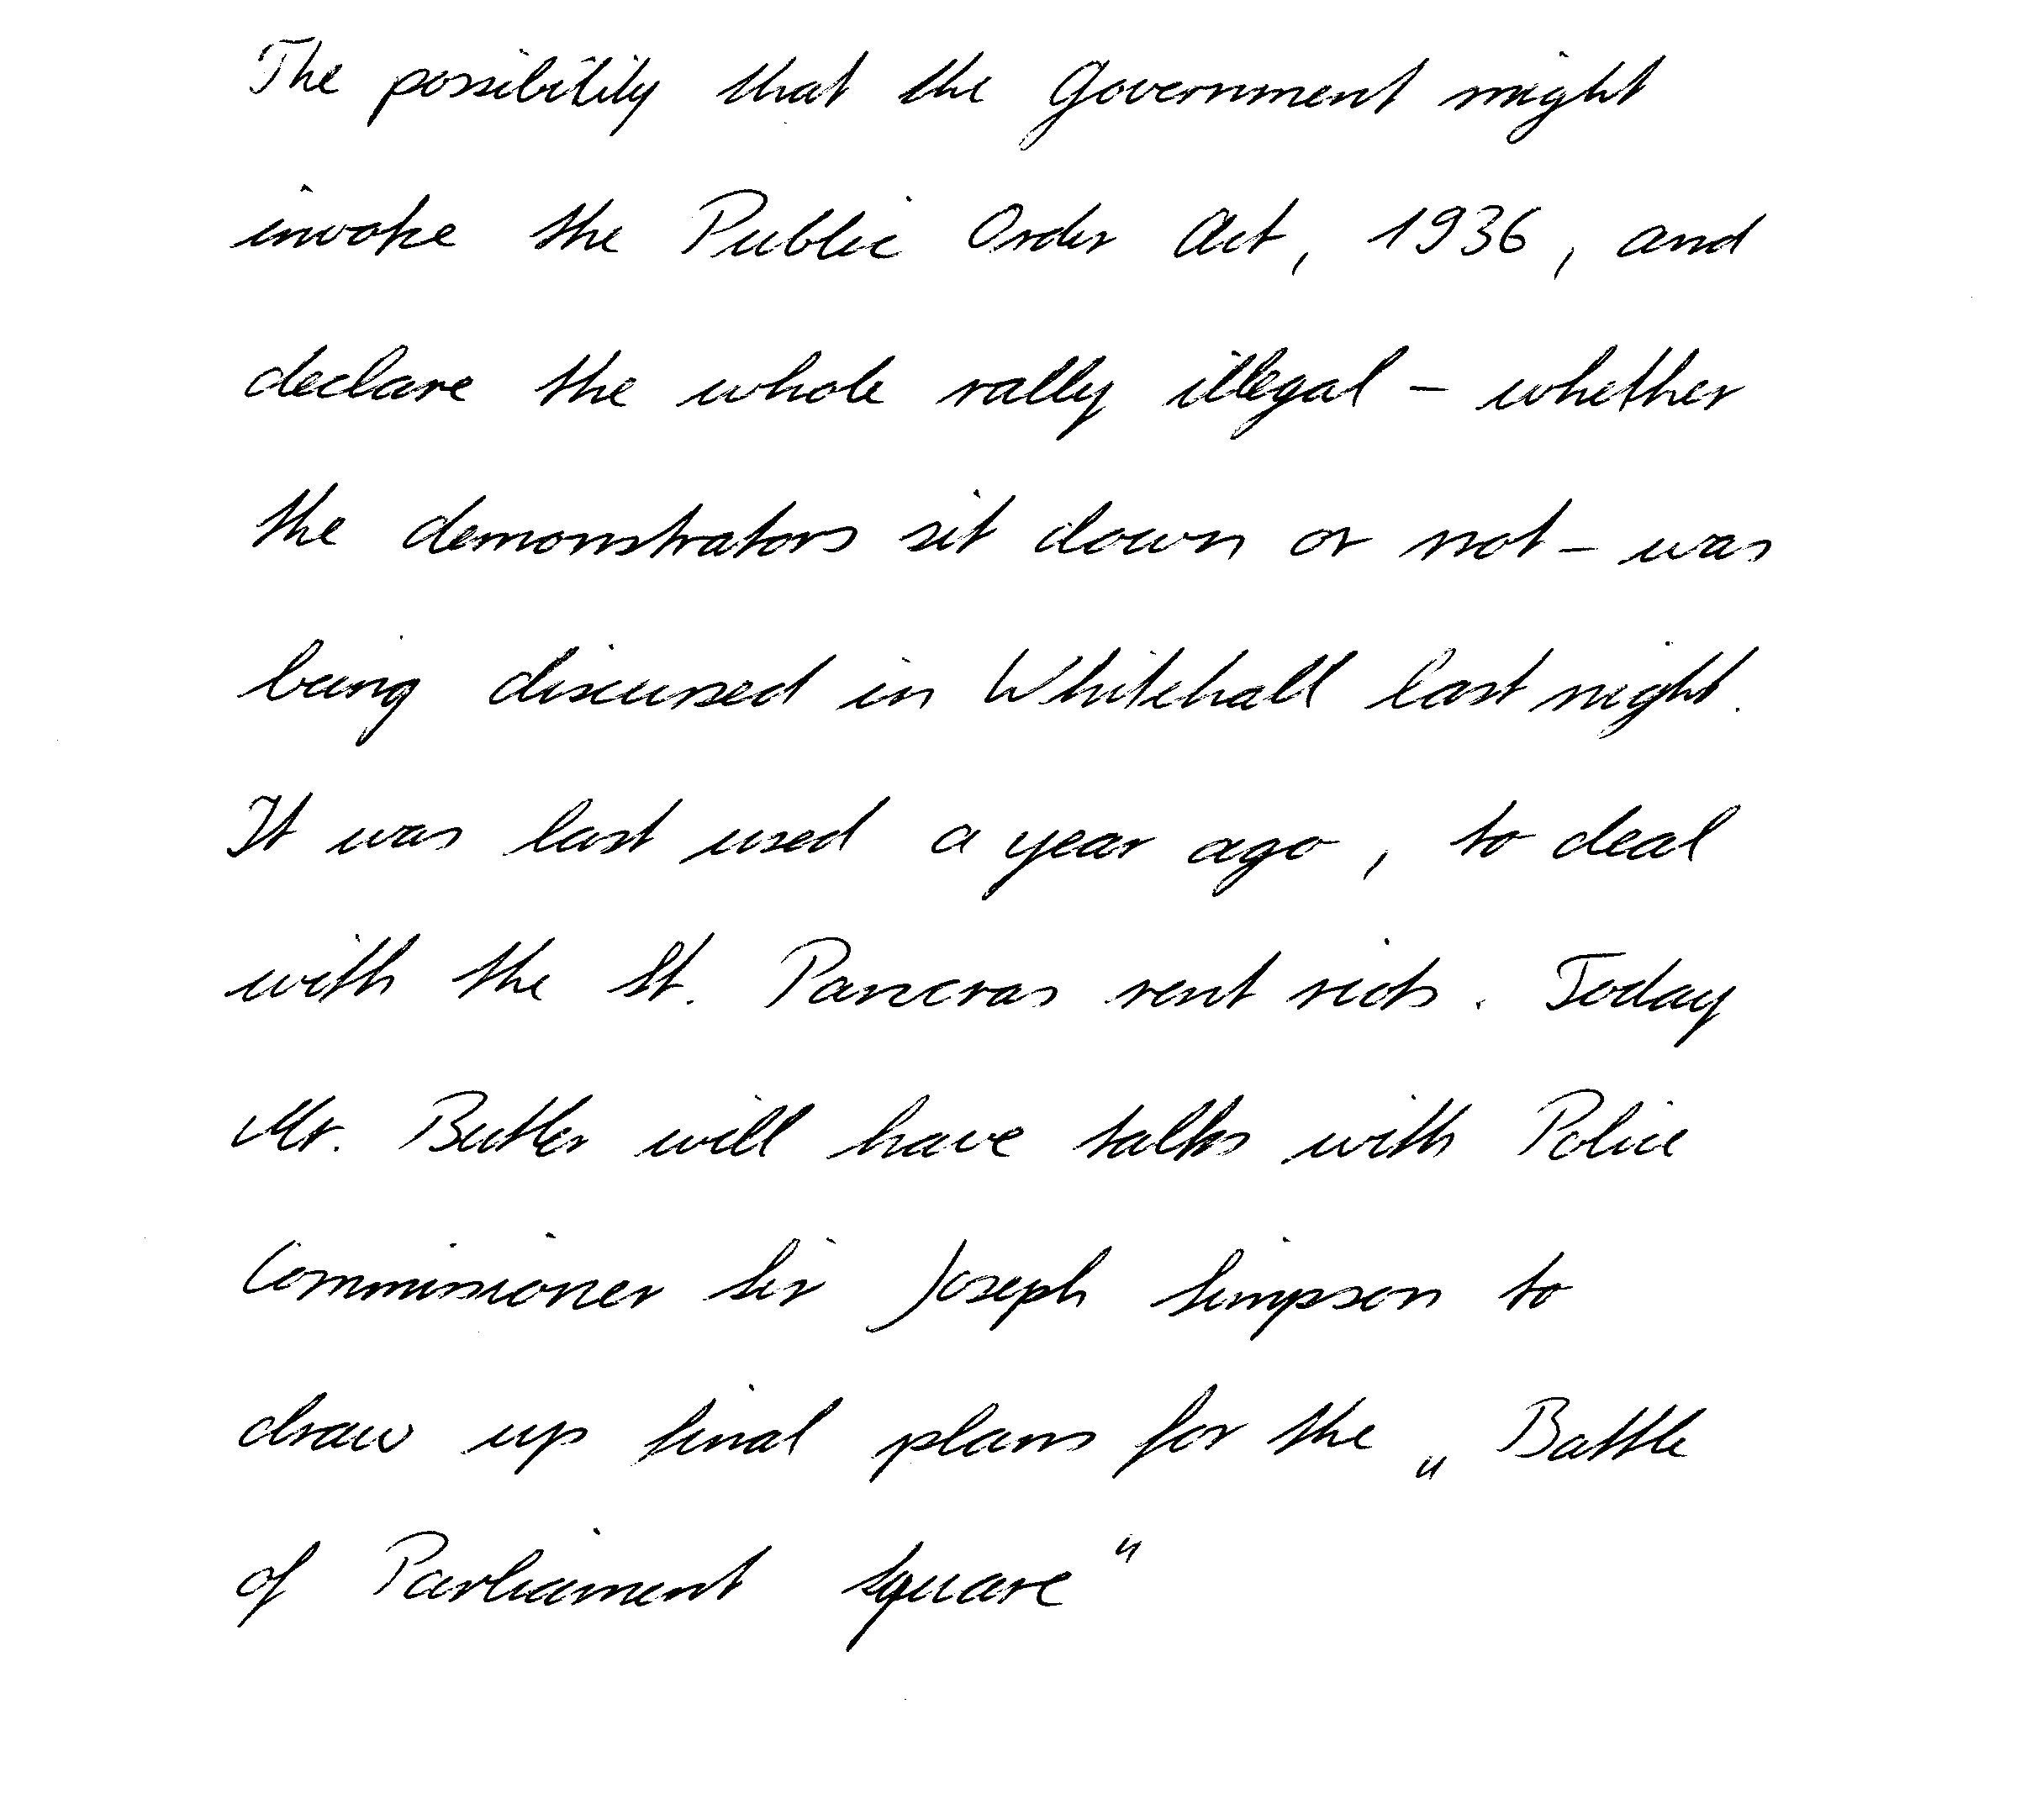 The possibility that the Government might
invoke the Public Order Act, 1936, and
declare the whole rally illegal - whether
the demonstrators sit down or not - was
being discussed in Whitehall last night.
It was last used a year ago, to deal
with the St. Pancras rent riots. Today
Mr. Butler will have talks with Police
Commissioner Sir Joseph Simpson to
draw up final plans for the „Battle
of Parliament Square"